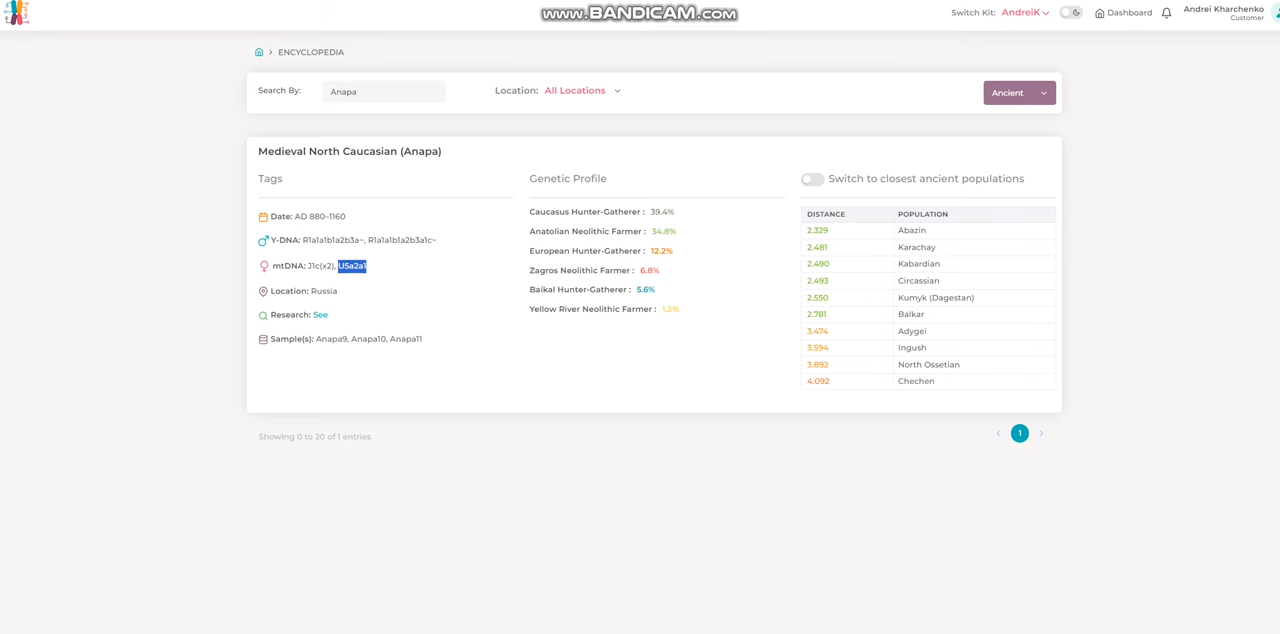 www.BANDICAM.com
Switch Kit: AndreiK
Dashboard
Andrei Kharchenko
Customer
ENCYCLOPEDIA
Search By: Anapa
Location: All Locations
Ancient
Medieval North Caucasian (Anapa)
Tags
Date: AD 880–1160
Y-DNA: R1a1a1b1a2b3a~, R1a1a1b1a2b3a1c~
mtDNA: J1c(x2), U5a2a1
Location: Russia
Research: See
Sample(s): Anapa9, Anapa10, Anapa11
Genetic Profile
Caucasus Hunter-Gatherer : 39.4%
Anatolian Neolithic Farmer : 34.8%
European Hunter-Gatherer : 12.2%
Zagros Neolithic Farmer : 6.8%
Baikal Hunter-Gatherer : 5.6%
Yellow River Neolithic Farmer : 1.2%
Switch to closest ancient populations
DISTANCE POPULATION
2.329 Abazin
2.481 Karachay
2.490 Kabardian
2.493 Circassian
2.550 Kumyk (Dagestan)
2.781 Balkar
3.474 Adygei
3.594 Ingush
3.892 North Ossetian
4.092 Chechen
Showing 0 to 20 of 1 entries
1